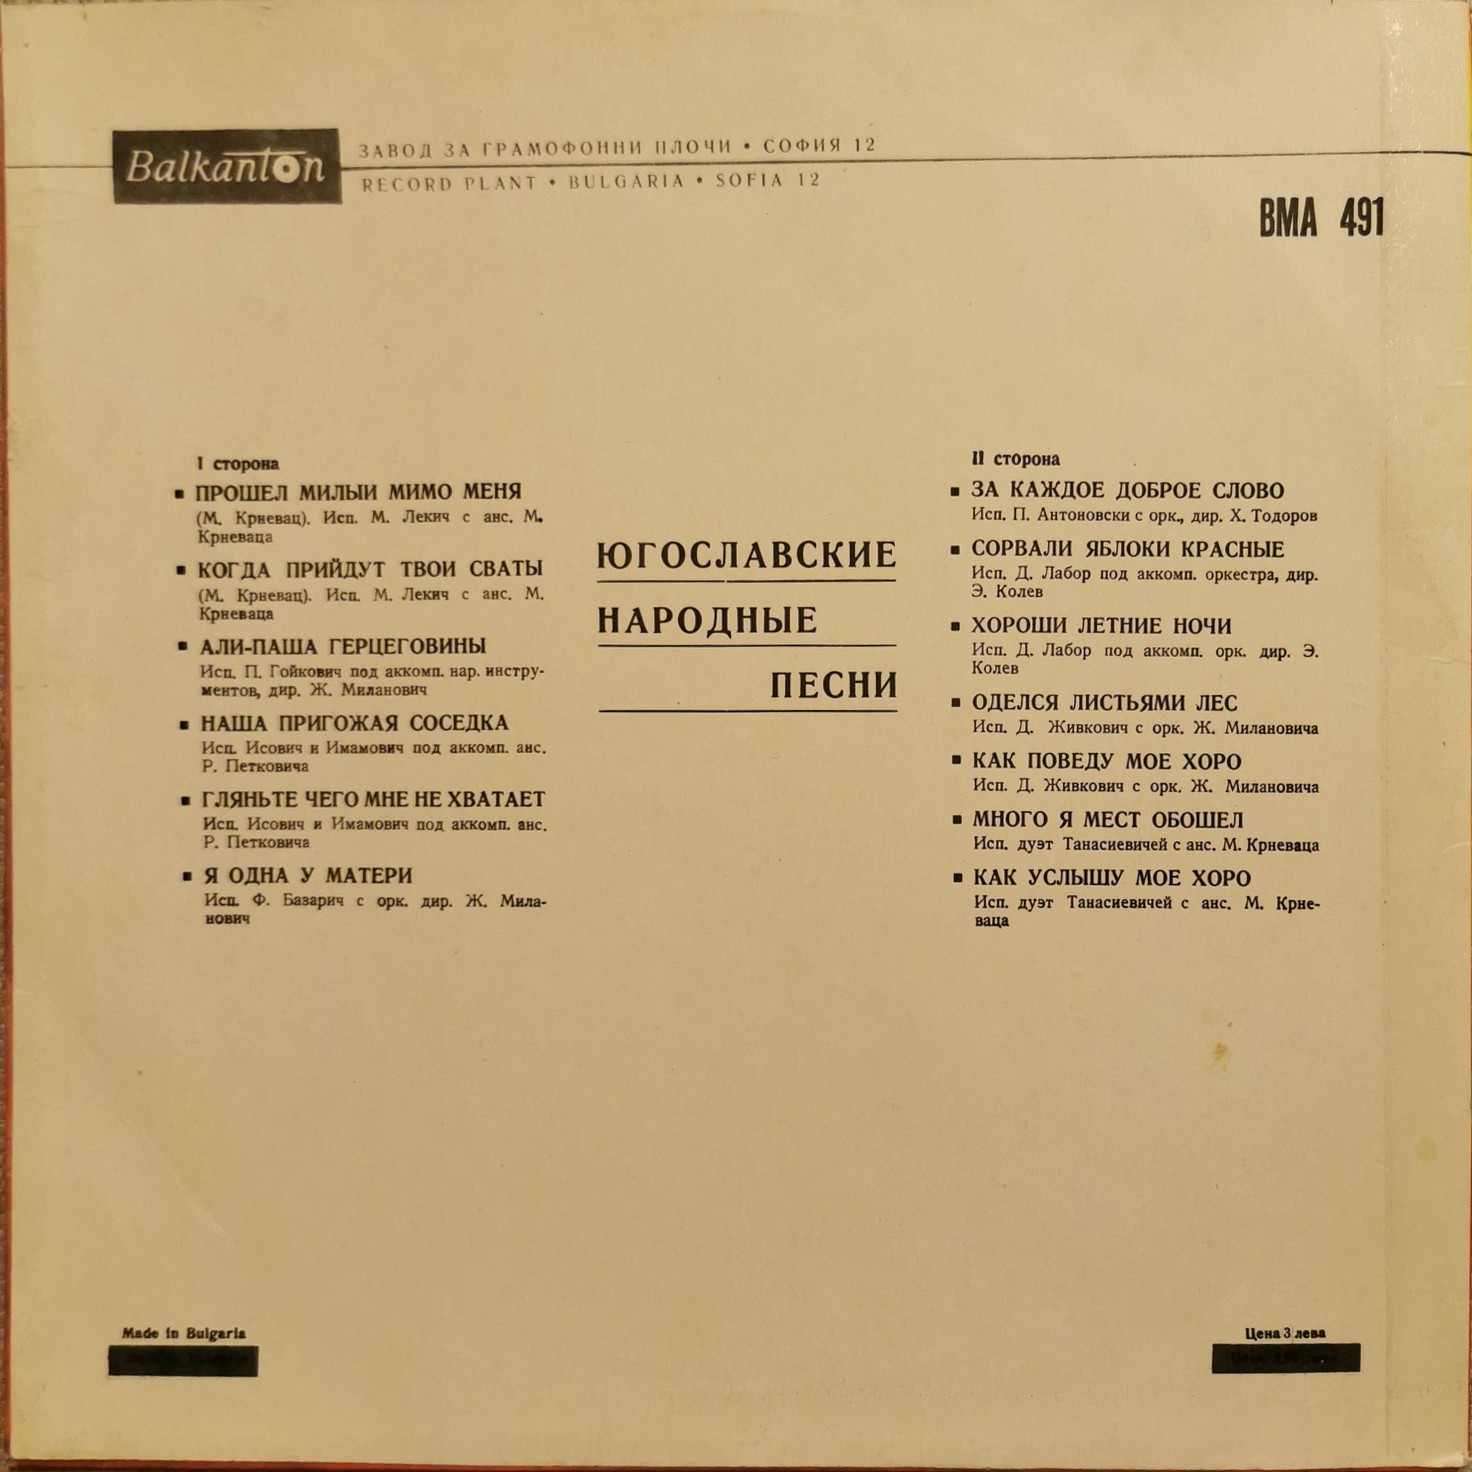 Balkanton
ЗАВОД ЗА ГРАМОФОННИ ПЛОЧИ • СОФИЯ 12
RECORD PLANT • BULGARIA • SOFIA 12
ВМА 491
I сторона
▪ ПРОШЕЛ МИЛЫИ МИМО МЕНЯ
(М. Крневац). Исп. М. Лекич с анс. М.
Крневаца
▪ КОГДА ПРИЙДУТ ТВОИ СВАТЫ
(М. Крневац). Исп. М. Лекич с анс. М.
Крневаца
▪ АЛИ-ПАША ГЕРЦЕГОВИНЫ
Исп. П. Гойкович под аккомп. нар. инстру-
ментов, дир. Ж. Миланович
▪ НАША ПРИГОЖАЯ СОСЕДКА
Исп. Исович и Имамович под аккомп. анс.
Р. Петковича
▪ ГЛЯНЬТЕ ЧЕГО МНЕ НЕ ХВАТАЕТ
Исп. Исович и Имамович под аккомп. анс.
Р. Петковича
▪ Я ОДНА У МАТЕРИ
Исп. Ф. Базарич с орк. дир. Ж. Мила-
нович
ЮГОСЛАВСКИЕ
НАРОДНЫЕ
ПЕСНИ
II сторона
▪ ЗА КАЖДОЕ ДОБРОЕ СЛОВО
Исп. П. Антоновски с орк., дир. Х. Тодоров
▪ СОРВАЛИ ЯБЛОКИ КРАСНЫЕ
Исп. Д. Лабор под аккомп. оркестра, дир.
Э. Колев
▪ ХОРОШИ ЛЕТНИЕ НОЧИ
Исп. Д. Лабор под аккомп. орк. дир. Э.
Колев
▪ ОДЕЛСЯ ЛИСТЬЯМИ ЛЕС
Исп. Д. Живкович с орк. Ж. Милановича
▪ КАК ПОВЕДУ МОЕ ХОРО
Исп. Д. Живкович с орк. Ж. Милановича
▪ МНОГО Я МЕСТ ОБОШЕЛ
Исп. дуэт Танасиевичей с анс. М. Крневаца
▪ КАК УСЛЫШУ МОЕ ХОРО
Исп. дуэт Танасиевичей с анс. М. Крне-
ваца
Made in Bulgaria
Цена 3 лева